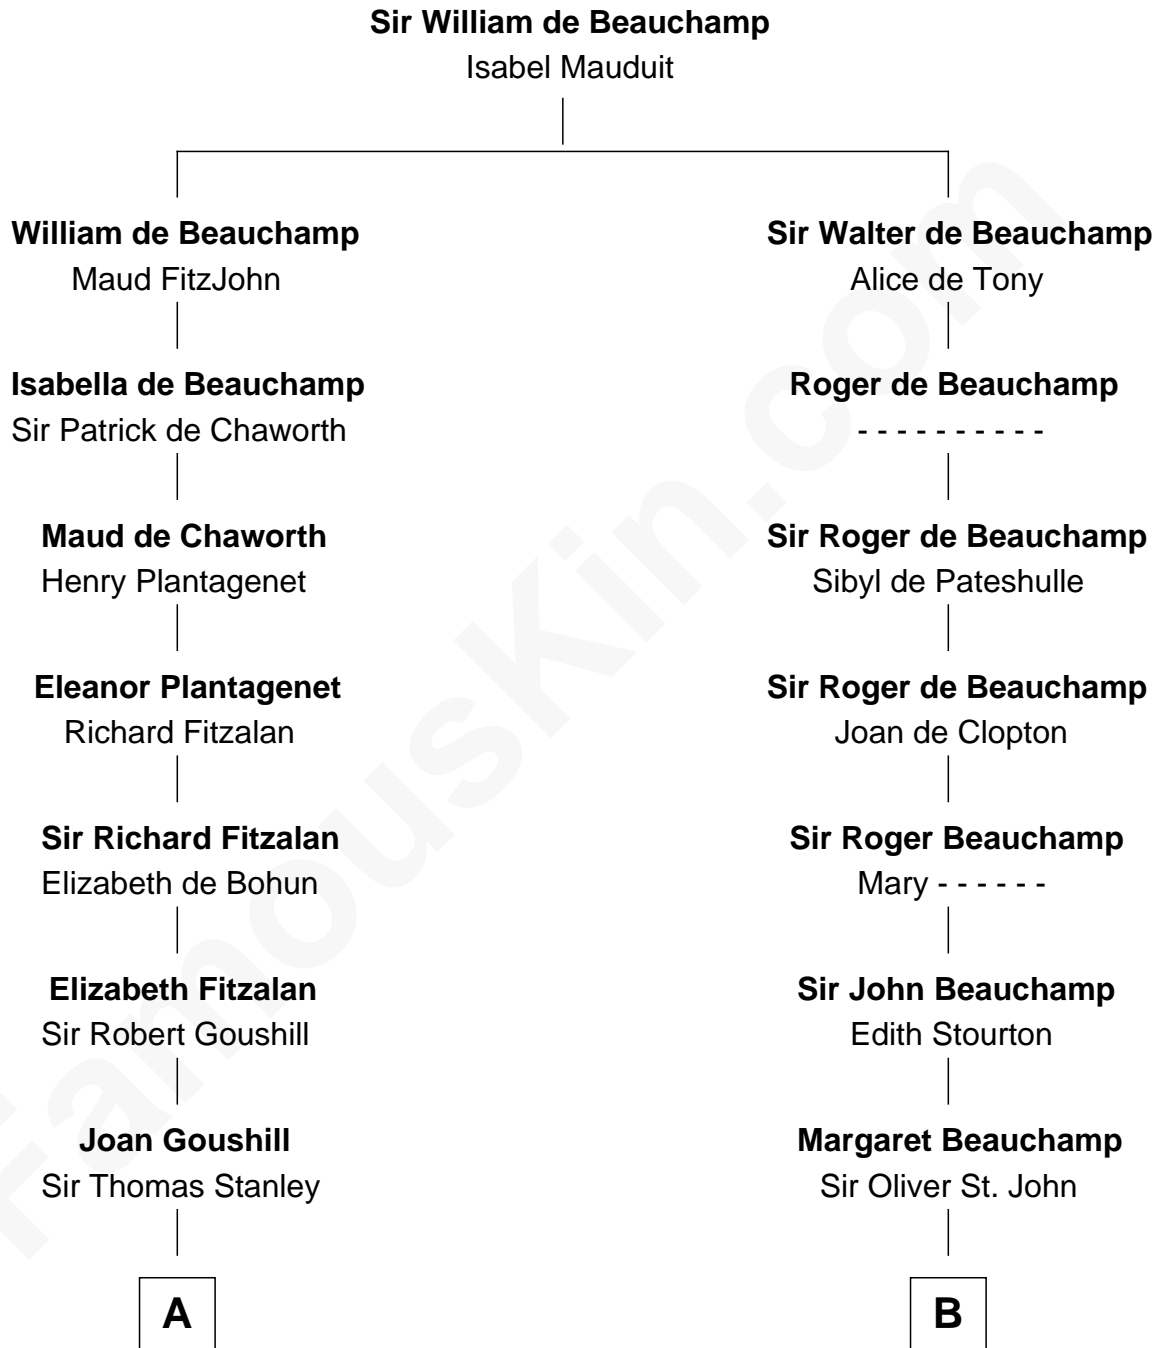 Sir William de Beauchamp
Isabel Mauduit
William de Beauchamp
Maud FitzJohn
Sir Walter de Beauchamp
Alice de Tony
Isabella de Beauchamp
Sir Patrick de Chaworth
Roger de Beauchamp
- - - - - - - - - -
Maud de Chaworth
Henry Plantagenet
Sir Roger de Beauchamp
Sibyl de Pateshulle
Eleanor Plantagenet
Richard Fitzalan
Sir Roger de Beauchamp
Joan de Clopton
Sir Richard Fitzalan
Elizabeth de Bohun
Sir Roger Beauchamp
Mary - - - - - -
Elizabeth Fitzalan
Sir Robert Goushill
Sir John Beauchamp
Edith Stourton
Joan Goushill
Sir Thomas Stanley
Margaret Beauchamp
Sir Oliver St. John
A
B
FamousKin.com